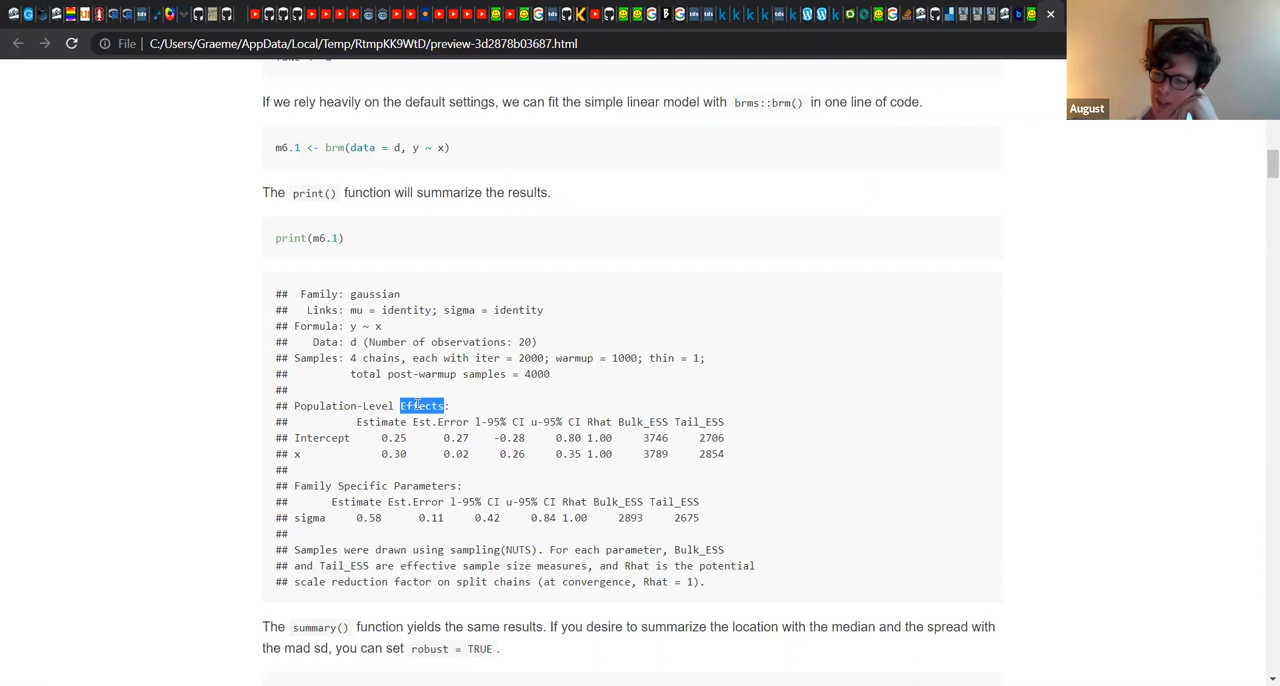 File
C:/Users/Graeme/AppData/Local/Temp/RtmpKK9WtD/preview-3d2878b03687.html
August
If we rely heavily on the default settings, we can fit the simple linear model with brms::brm() in one line of code.
m6.1 <- brm(data = d, y ~ x)
The print() function will summarize the results.
print(m6.1)
##  Family: gaussian
##   Links: mu = identity; sigma = identity
## Formula: y ~ x
##    Data: d (Number of observations: 20)
## Samples: 4 chains, each with iter = 2000; warmup = 1000; thin = 1;
##          total post-warmup samples = 4000
##
## Population-Level Effects:
##           Estimate Est.Error l-95% CI u-95% CI Rhat Bulk_ESS Tail_ESS
## Intercept     0.25      0.27    -0.28     0.80 1.00     3746     2706
## x             0.30      0.02     0.26     0.35 1.00     3789     2854
##
## Family Specific Parameters:
##       Estimate Est.Error l-95% CI u-95% CI Rhat Bulk_ESS Tail_ESS
## sigma     0.58      0.11     0.42     0.84 1.00     2893     2675
##
## Samples were drawn using sampling(NUTS). For each parameter, Bulk_ESS
## and Tail_ESS are effective sample size measures, and Rhat is the potential
## scale reduction factor on split chains (at convergence, Rhat = 1).
The summary() function yields the same results. If you desire to summarize the location with the median and the spread with
the mad sd, you can set robust = TRUE .